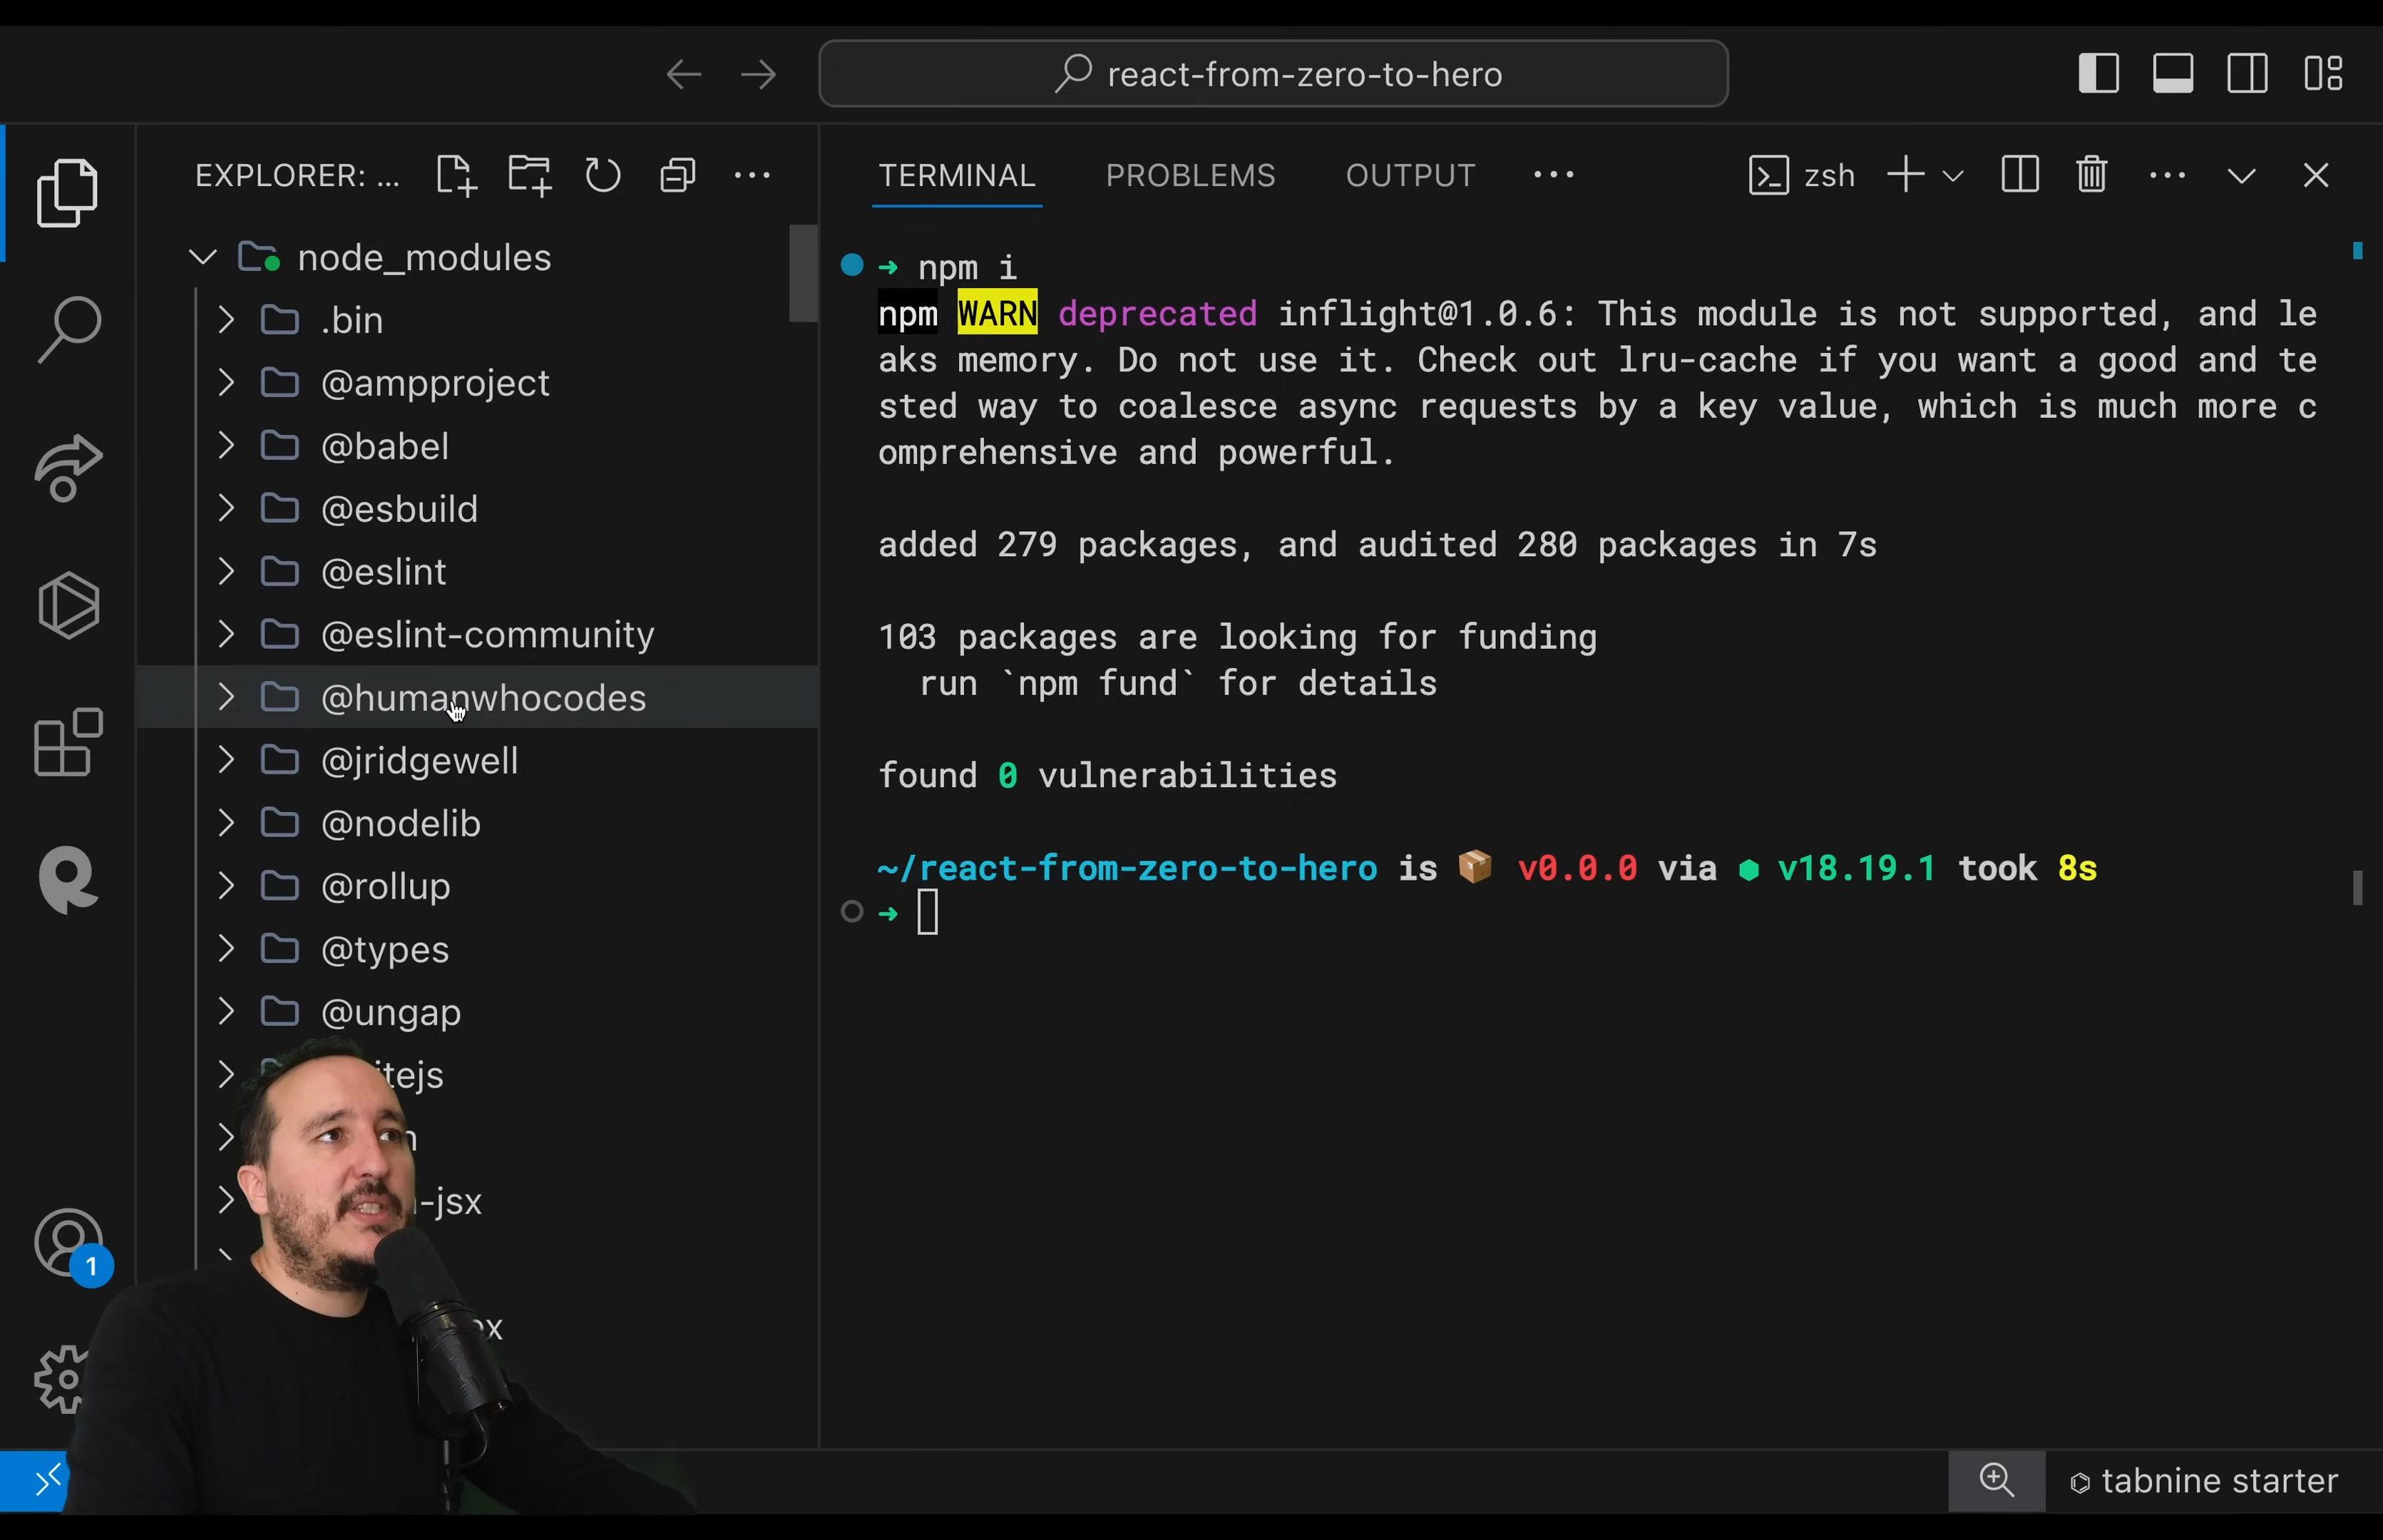 react-from-zero-to-hero
EXPLORER: ...
node_modules
.bin
@ampproject
@babel
@esbuild
@eslint
@eslint-community
@humanwhocodes
@jridgewell
@nodelib
@rollup
@types
@ungap
-jsx
1
TERMINAL
PROBLEMS
OUTPUT
zsh
→ npm i
npm WARN deprecated inflight@1.0.6: This module is not supported, and le
aks memory. Do not use it. Check out lru-cache if you want a good and te
sted way to coalesce async requests by a key value, which is much more c
omprehensive and powerful.
added 279 packages, and audited 280 packages in 7s
103 packages are looking for funding
run `npm fund` for details
found 0 vulnerabilities
~/react-from-zero-to-hero is 📦 v0.0.0 via ⬢ v18.19.1 took 8s
→
tabnine starter